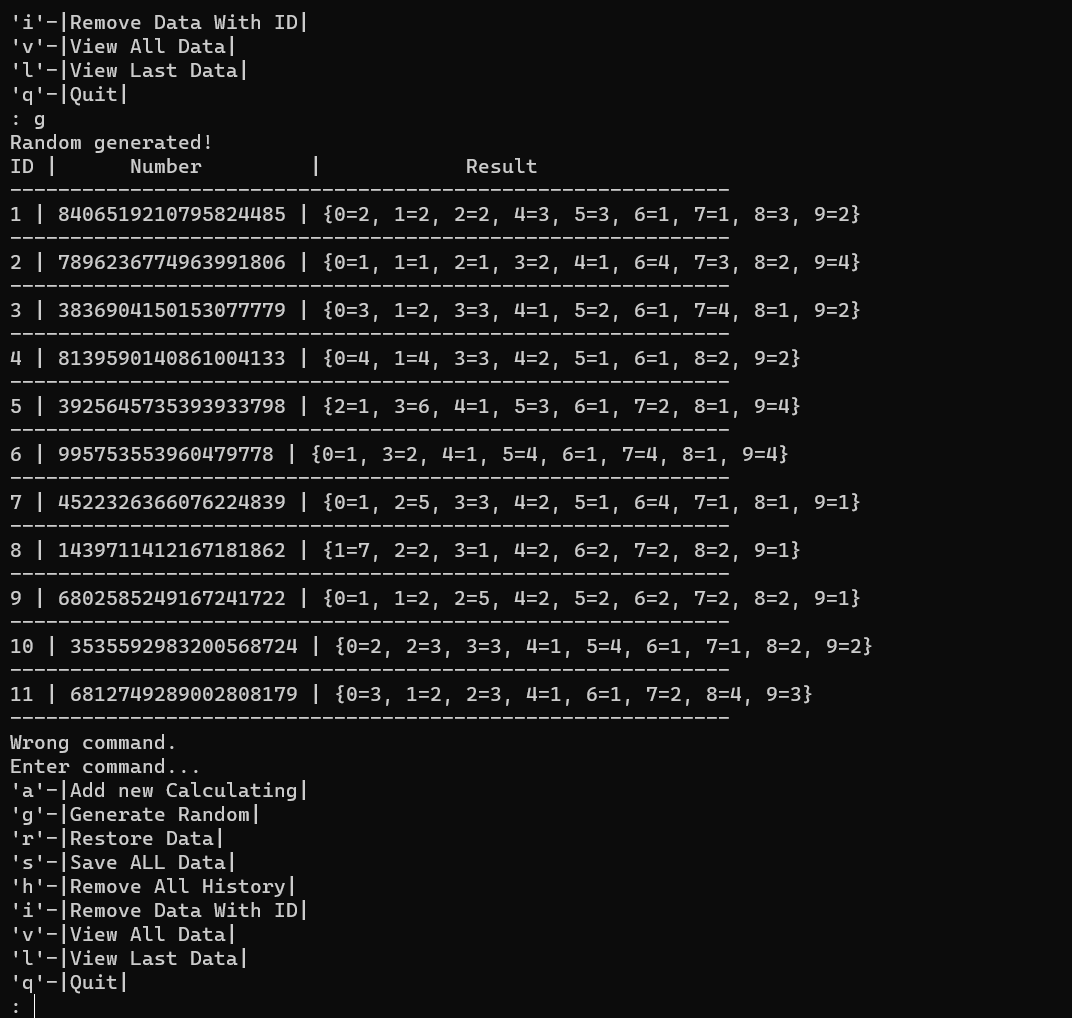 'i'-|Remove Data With ID|
'v'-|View All Data|
'l'-|View Last Data|
'q'-|Quit|
: g
Random generated!
ID |      Number         |            Result
------------------------------------------------------------
1 | 8406519210795824485 | {0=2, 1=2, 2=2, 4=3, 5=3, 6=1, 7=1, 8=3, 9=2}
------------------------------------------------------------
2 | 7896236774963991806 | {0=1, 1=1, 2=1, 3=2, 4=1, 6=4, 7=3, 8=2, 9=4}
------------------------------------------------------------
3 | 3836904150153077779 | {0=3, 1=2, 3=3, 4=1, 5=2, 6=1, 7=4, 8=1, 9=2}
------------------------------------------------------------
4 | 8139590140861004133 | {0=4, 1=4, 3=3, 4=2, 5=1, 6=1, 8=2, 9=2}
------------------------------------------------------------
5 | 3925645735393933798 | {2=1, 3=6, 4=1, 5=3, 6=1, 7=2, 8=1, 9=4}
------------------------------------------------------------
6 | 995753553960479778 | {0=1, 3=2, 4=1, 5=4, 6=1, 7=4, 8=1, 9=4}
------------------------------------------------------------
7 | 4522326366076224839 | {0=1, 2=5, 3=3, 4=2, 5=1, 6=4, 7=1, 8=1, 9=1}
------------------------------------------------------------
8 | 1439711412167181862 | {1=7, 2=2, 3=1, 4=2, 6=2, 7=2, 8=2, 9=1}
------------------------------------------------------------
9 | 6802585249167241722 | {0=1, 1=2, 2=5, 4=2, 5=2, 6=2, 7=2, 8=2, 9=1}
------------------------------------------------------------
10 | 3535592983200568724 | {0=2, 2=3, 3=3, 4=1, 5=4, 6=1, 7=1, 8=2, 9=2}
------------------------------------------------------------
11 | 6812749289002808179 | {0=3, 1=2, 2=3, 4=1, 6=1, 7=2, 8=4, 9=3}
------------------------------------------------------------
Wrong command.
Enter command...
'a'-|Add new Calculating|
'g'-|Generate Random|
'r'-|Restore Data|
's'-|Save ALL Data|
'h'-|Remove All History|
'i'-|Remove Data With ID|
'v'-|View All Data|
'l'-|View Last Data|
'q'-|Quit|
: